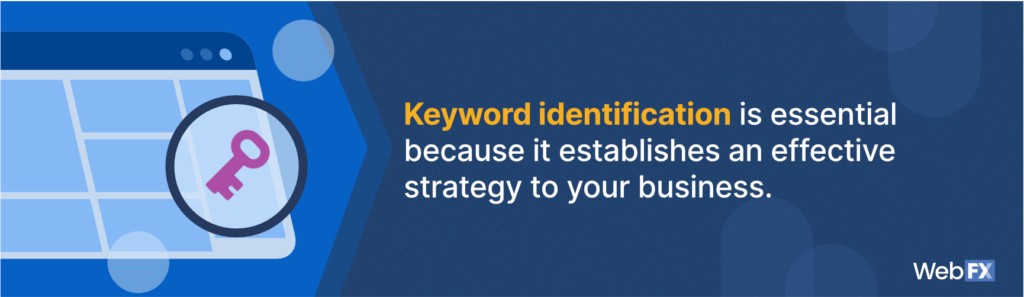 Keyword identification is essential
because it establishes an effective
strategy to your business.
WebFX